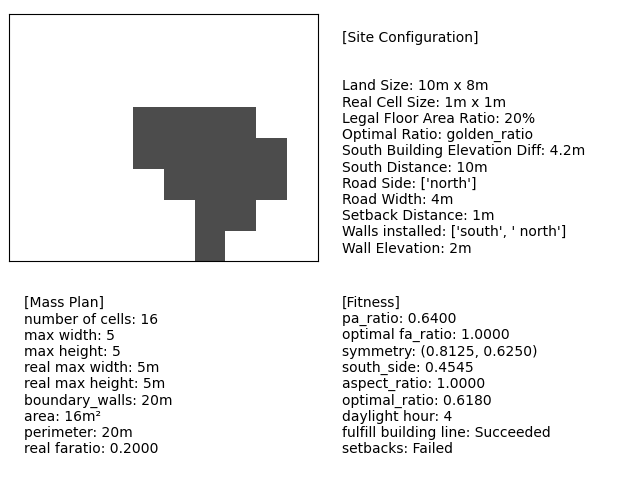 [Site Configuration]
Land Size: 10m x 8m
Real Cell Size: 1m x 1m
Legal Floor Area Ratio: 20%
Optimal Ratio: golden_ratio
South Building Elevation Diff: 4.2m
South Distance: 10m
Road Side: ['north']
Road Width: 4m
Setback Distance: 1m
Walls installed: ['south', ' north']
Wall Elevation: 2m
[Mass Plan]
number of cells: 16
max width: 5
max height: 5
real max width: 5m
real max height: 5m
boundary_walls: 20m
area: 16m²
perimeter: 20m
real faratio: 0.2000
[Fitness]
pa_ratio: 0.6400
optimal fa_ratio: 1.0000
symmetry: (0.8125, 0.6250)
south_side: 0.4545
aspect_ratio: 1.0000
optimal_ratio: 0.6180
daylight hour: 4
fulfill building line: Succeeded
setbacks: Failed